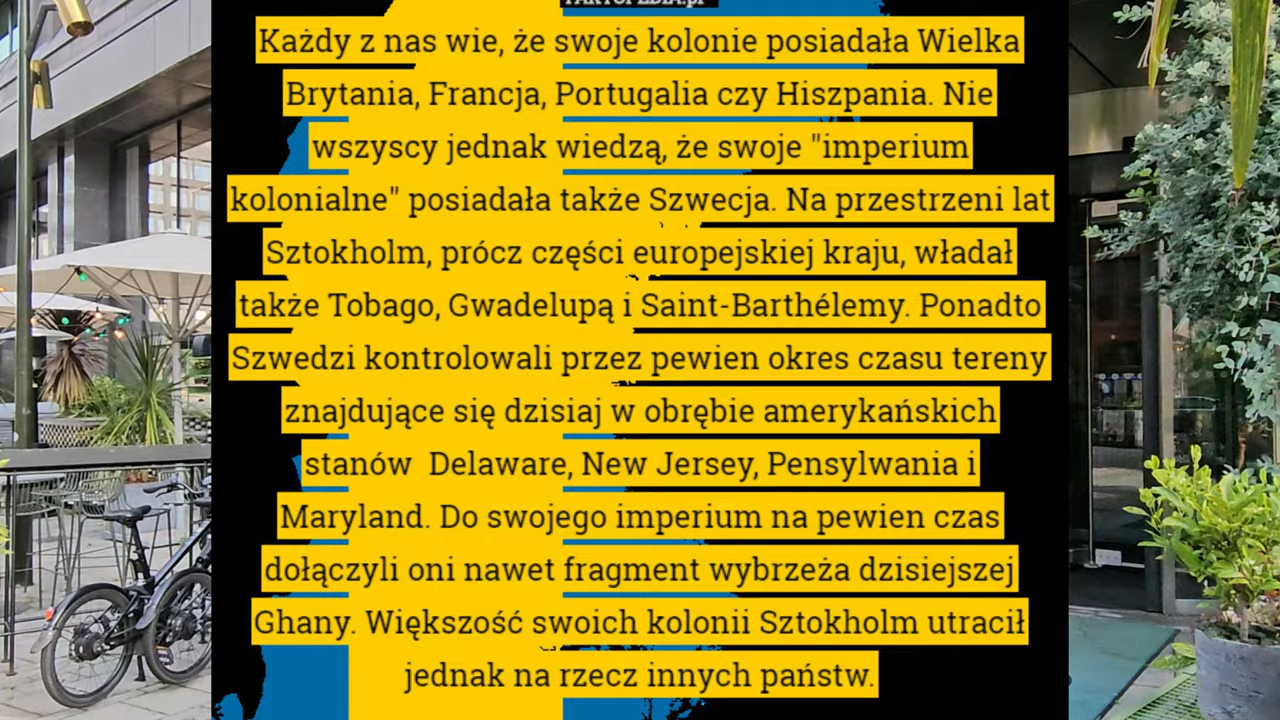 FAKTOPEDIA.pl
Każdy z nas wie, że swoje kolonie posiadała Wielka
Brytania, Francja, Portugalia czy Hiszpania. Nie
wszyscy jednak wiedzą, że swoje "imperium
kolonialne" posiadała także Szwecja. Na przestrzeni lat
Sztokholm, prócz części europejskiej kraju, władał
także Tobago, Gwadelupą i Saint-Barthélemy. Ponadto
Szwedzi kontrolowali przez pewien okres czasu tereny
znajdujące się dzisiaj w obrębie amerykańskich
stanów  Delaware, New Jersey, Pensylwania i
Maryland. Do swojego imperium na pewien czas
dołączyli oni nawet fragment wybrzeża dzisiejszej
Ghany. Większość swoich kolonii Sztokholm utracił
jednak na rzecz innych państw.